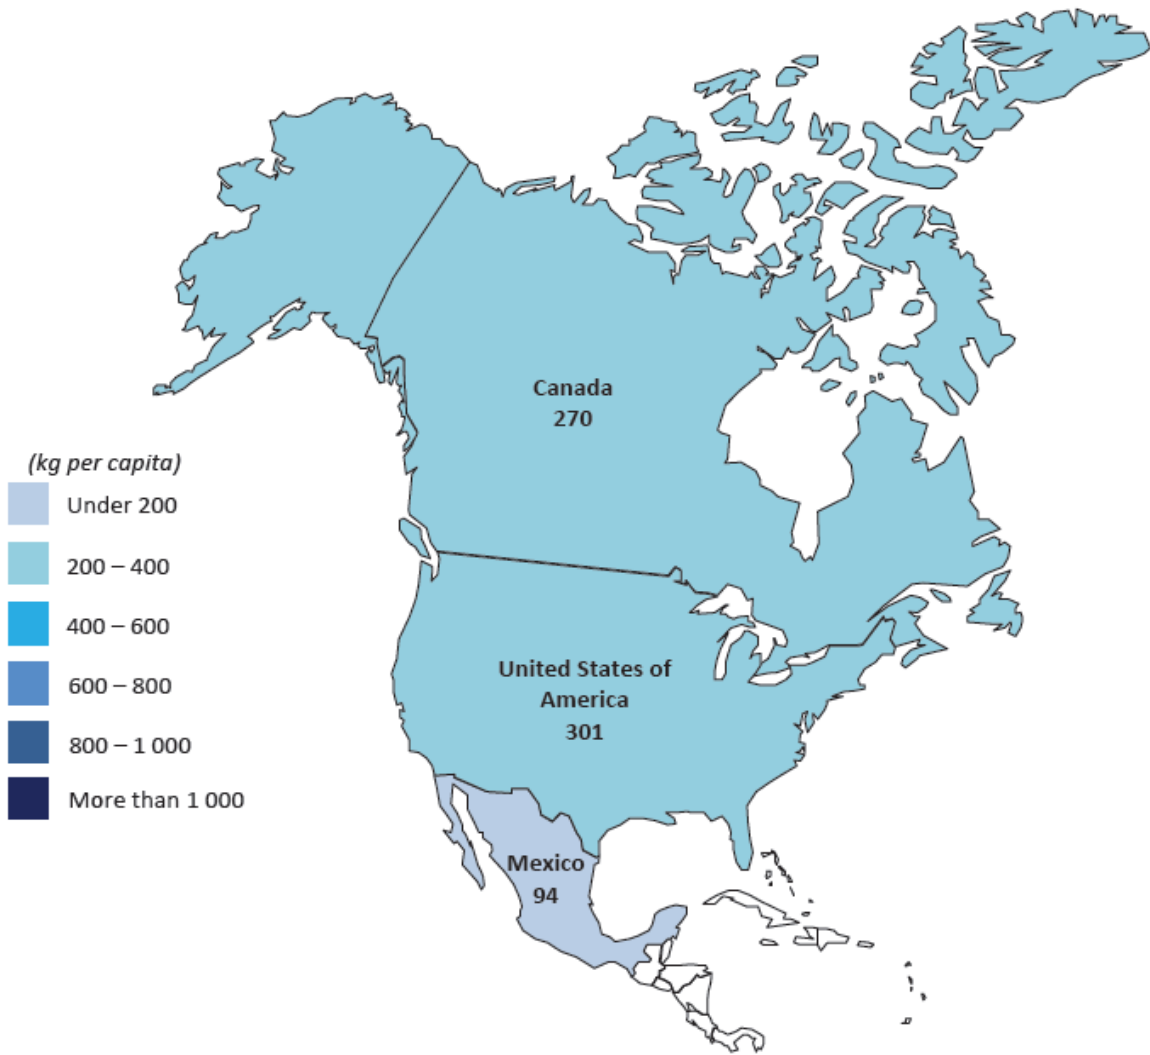 Canada
270
(kg per capita)
Under 200
200 – 400
400 – 600
600 – 800
800 – 1 000
More than 1 000
United States of
America
301
Mexico
94